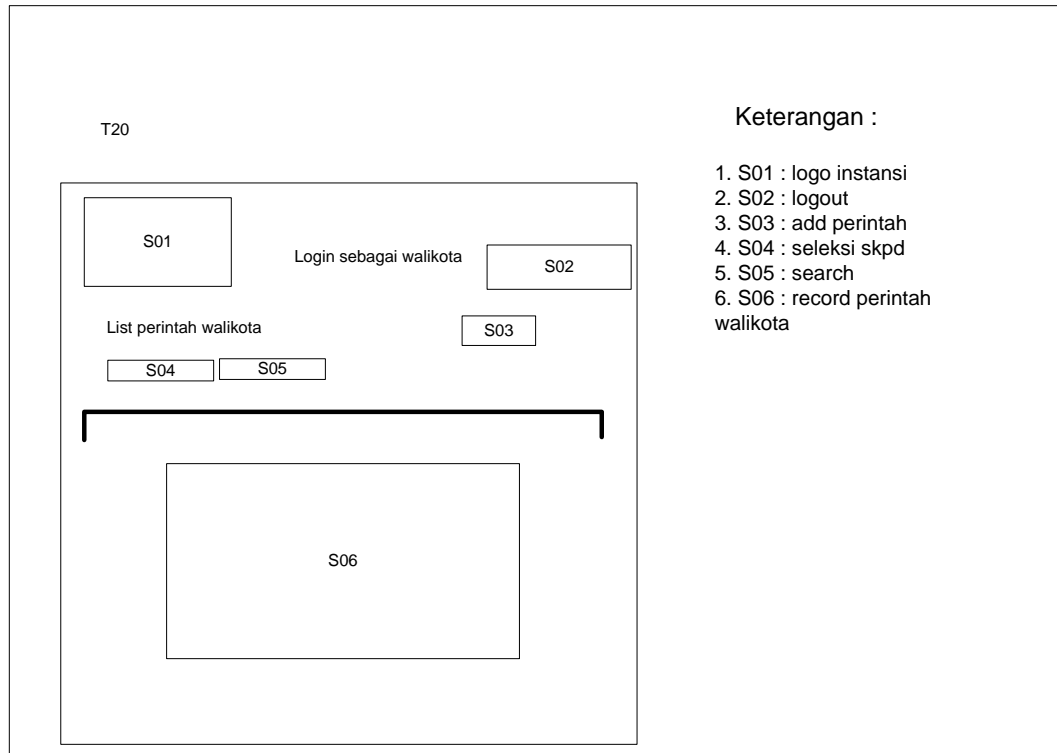 T20
S01
Login sebagai walikota
S02
List perintah walikota
S03
S04
S05
S06
Keterangan :
1. S01 : logo instansi
2. S02 : logout
3. S03 : add perintah
4. S04 : seleksi skpd
5. S05 : search
6. S06 : record perintah
walikota